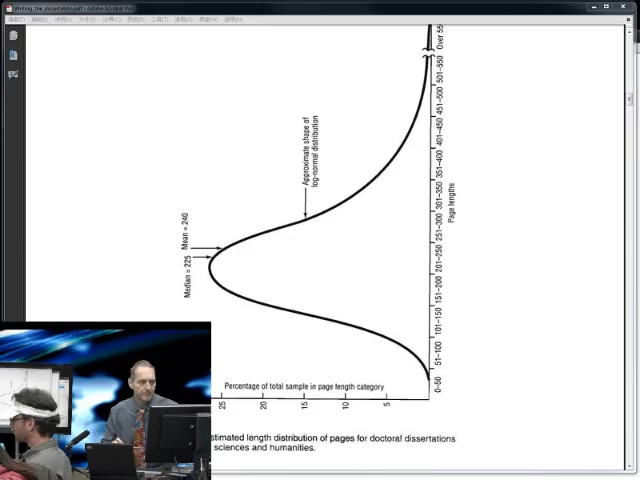 Writing_the_dissertation.pdf - Adobe Acrobat Pro
Over 55
501–550
451–500
401–450
351–400
301–350
251–300
201–250
151–200
101–150
51–100
0–50
Page lengths
Approximate shape of
log-normal distribution
Mean = 240
Median = 225
Percentage of total sample in page length category
25
20
15
10
5
stimated length distribution of pages for doctoral dissertations
sciences and humanities.